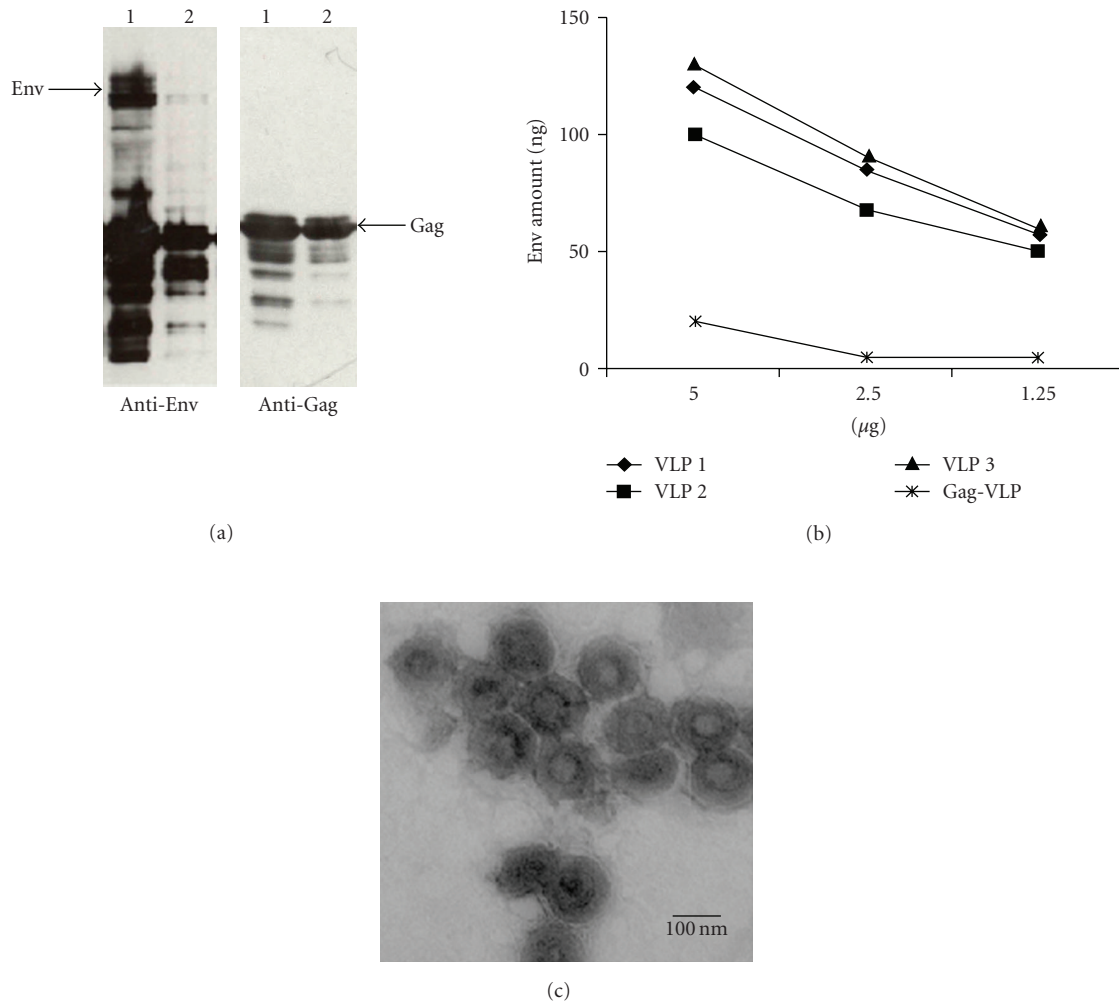 1 2 1 2
Env
Gag
Anti-Env Anti-Gag
(a)
150
100
50
0
Env amount (ng)
5 2.5 1.25
(μg)
VLP 1 VLP 3
VLP 2 Gag-VLP
(b)
100 nm
(c)